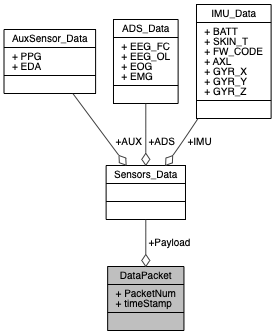 IMU_Data
+ BATT
+ SKIN_T
+ FW_CODE
+ AXL
+ GYR_X
+ GYR_Y
+ GYR_Z
ADS_Data
+ EEG_FC
+ EEG_OL
+ EOG
+ EMG
AuxSensor_Data
+ PPG
+ EDA
+AUX
+ADS
+IMU
Sensors_Data
+Payload
DataPacket
+ PacketNum
+ timeStamp